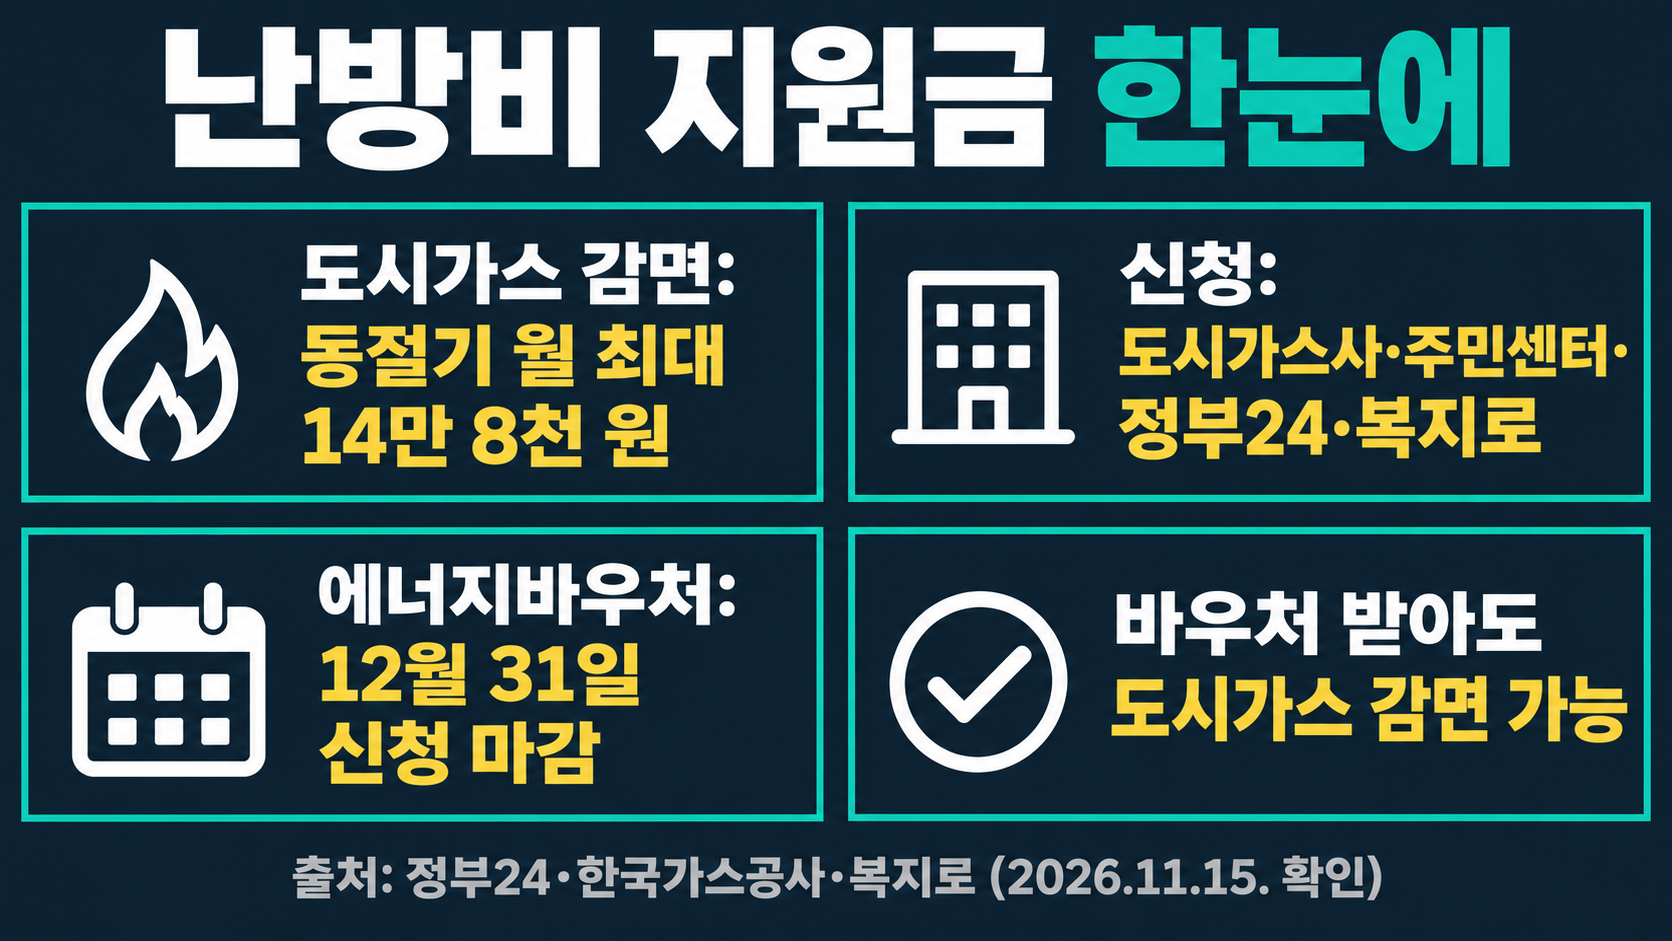 난방비 지원금 한눈에
도시가스 감면:
동절기 월 최대
14만 8천 원
신청:
도시가스사·주민센터·
정부24·복지로
에너지바우처:
12월 31일
신청 마감
바우처 받아도
도시가스 감면 가능
출처: 정부24·한국가스공사·복지로 (2026.11.15. 확인)